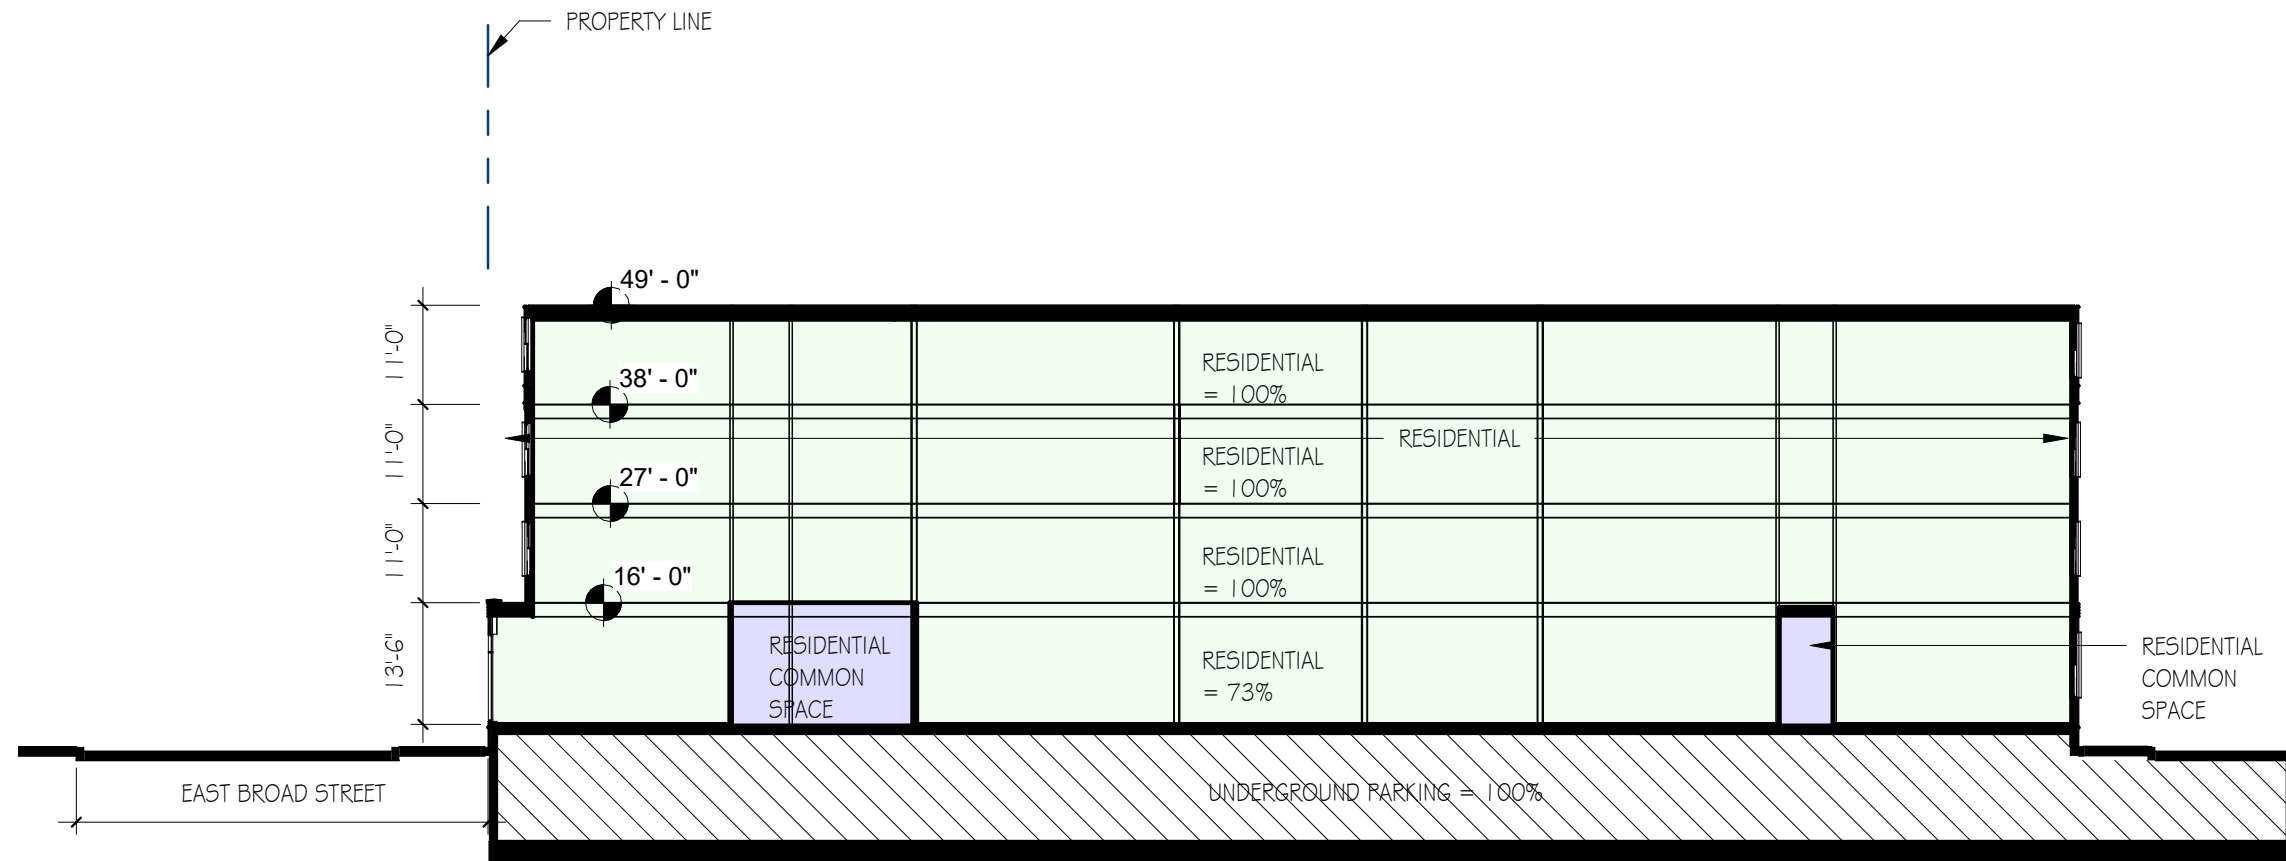 PROPERTY LINE
49' - 0"
11'-0"
38' - 0"
RESIDENTIAL
= 100%
11'-0"
RESIDENTIAL
27' - 0"
RESIDENTIAL
= 100%
11'-0"
16' - 0"
RESIDENTIAL
= 100%
13'-6"
RESIDENTIAL
COMMON
SPACE
RESIDENTIAL
= 73%
RESIDENTIAL
COMMON
SPACE
EAST BROAD STREET
UNDERGROUND PARKING = 100%